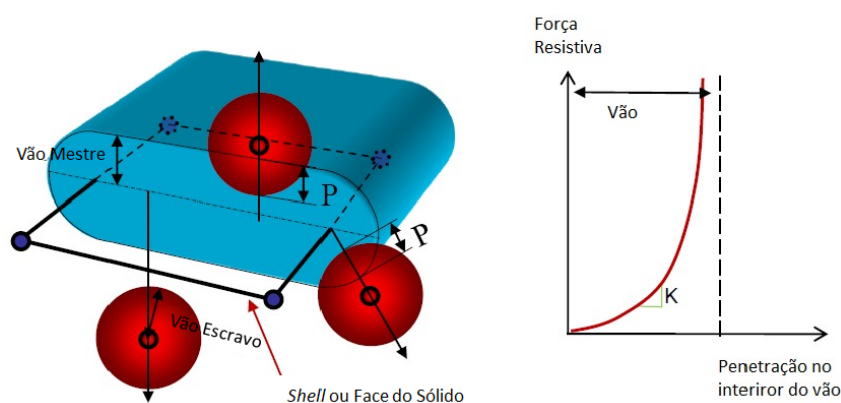 Vão Mestre
P
P
Vão Escravo
Shell ou Face do Sólido
Força
Resistiva
Vão
K
Penetração no
interiror do vão